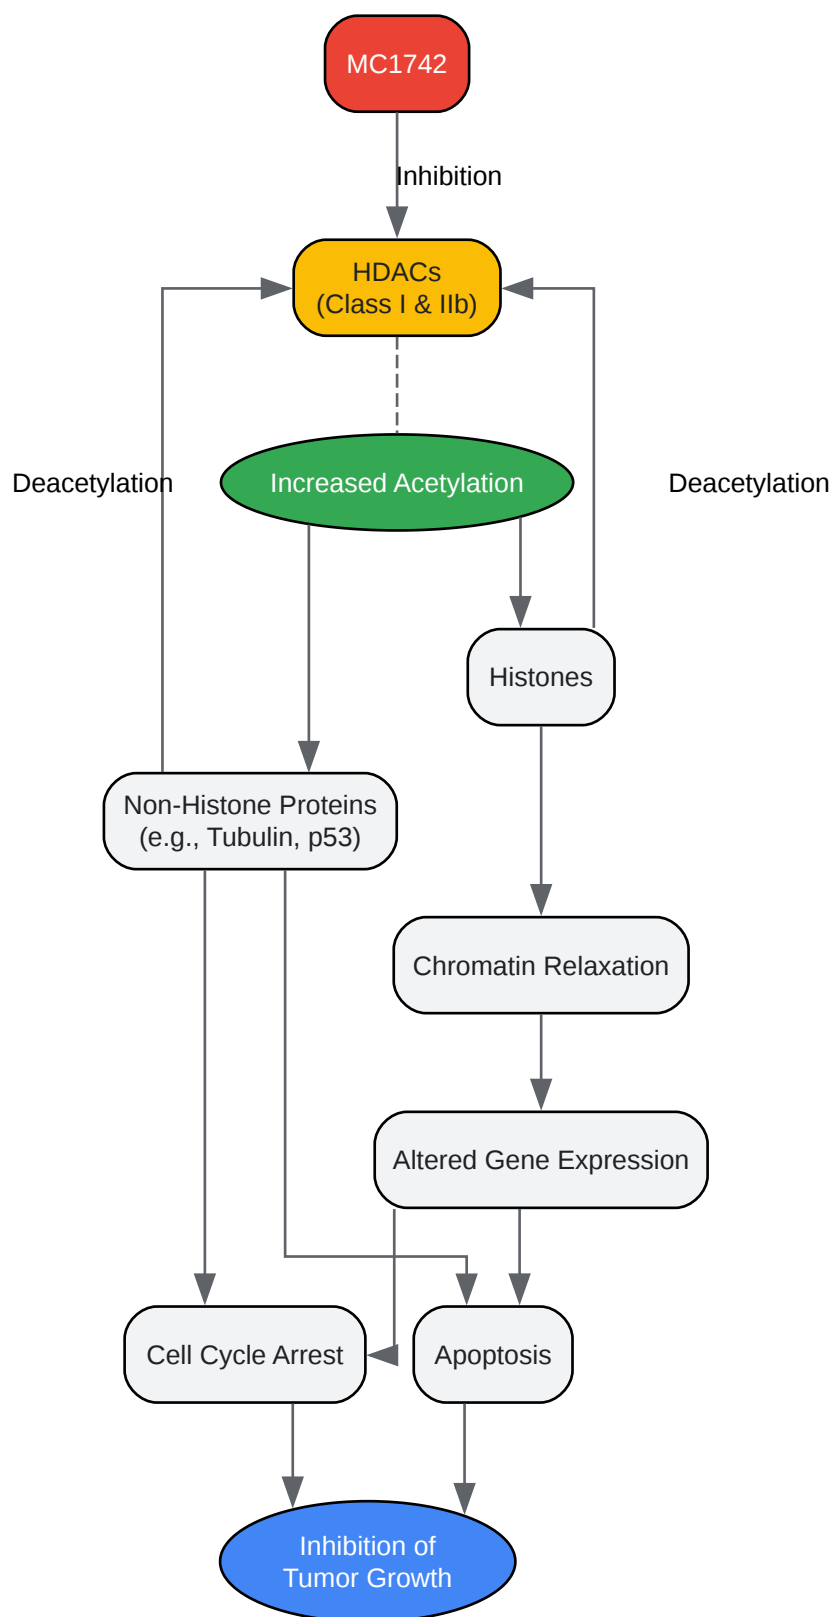 MC1742
Inhibition
HDACs
(Class I & IIb)
Deacetylation
Increased Acetylation
Deacetylation
Histones
Non-Histone Proteins
(e.g., Tubulin, p53)
Chromatin Relaxation
Altered Gene Expression
Cell Cycle Arrest
Apoptosis
Inhibition of
Tumor Growth